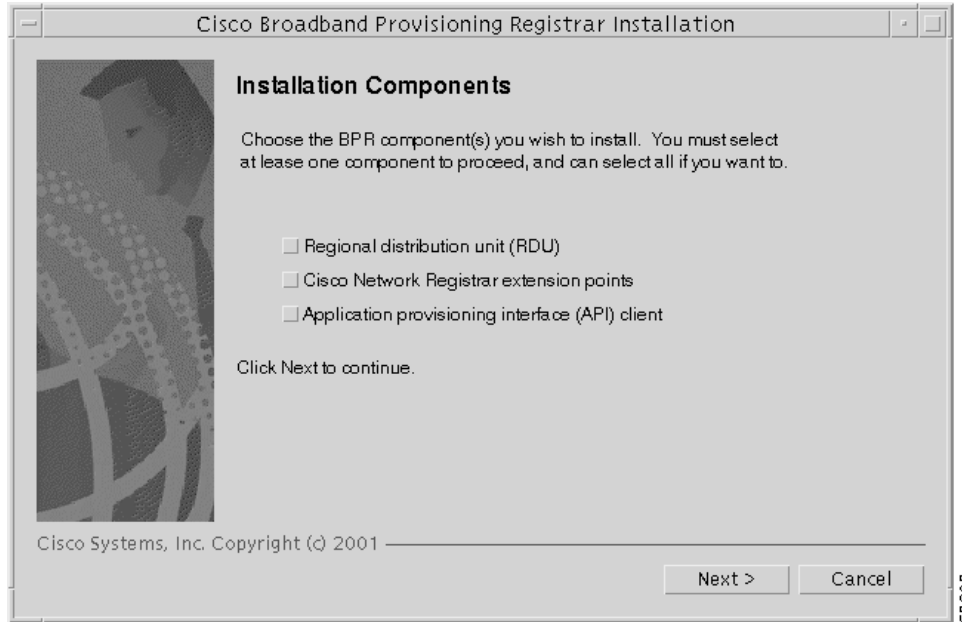 Cisco Broadband Provisioning Registrar Installation
Installation Components
Choose the BPR component(s) you wish to install. You must select
at lease one component to proceed, and can select all if you want to.
Regional distribution unit (RDU)
Cisco Network Registrar extension points
Application provisioning interface (API) client
Click Next to continue.
Cisco Systems, Inc. Copyright (c) 2001
Next >
Cancel